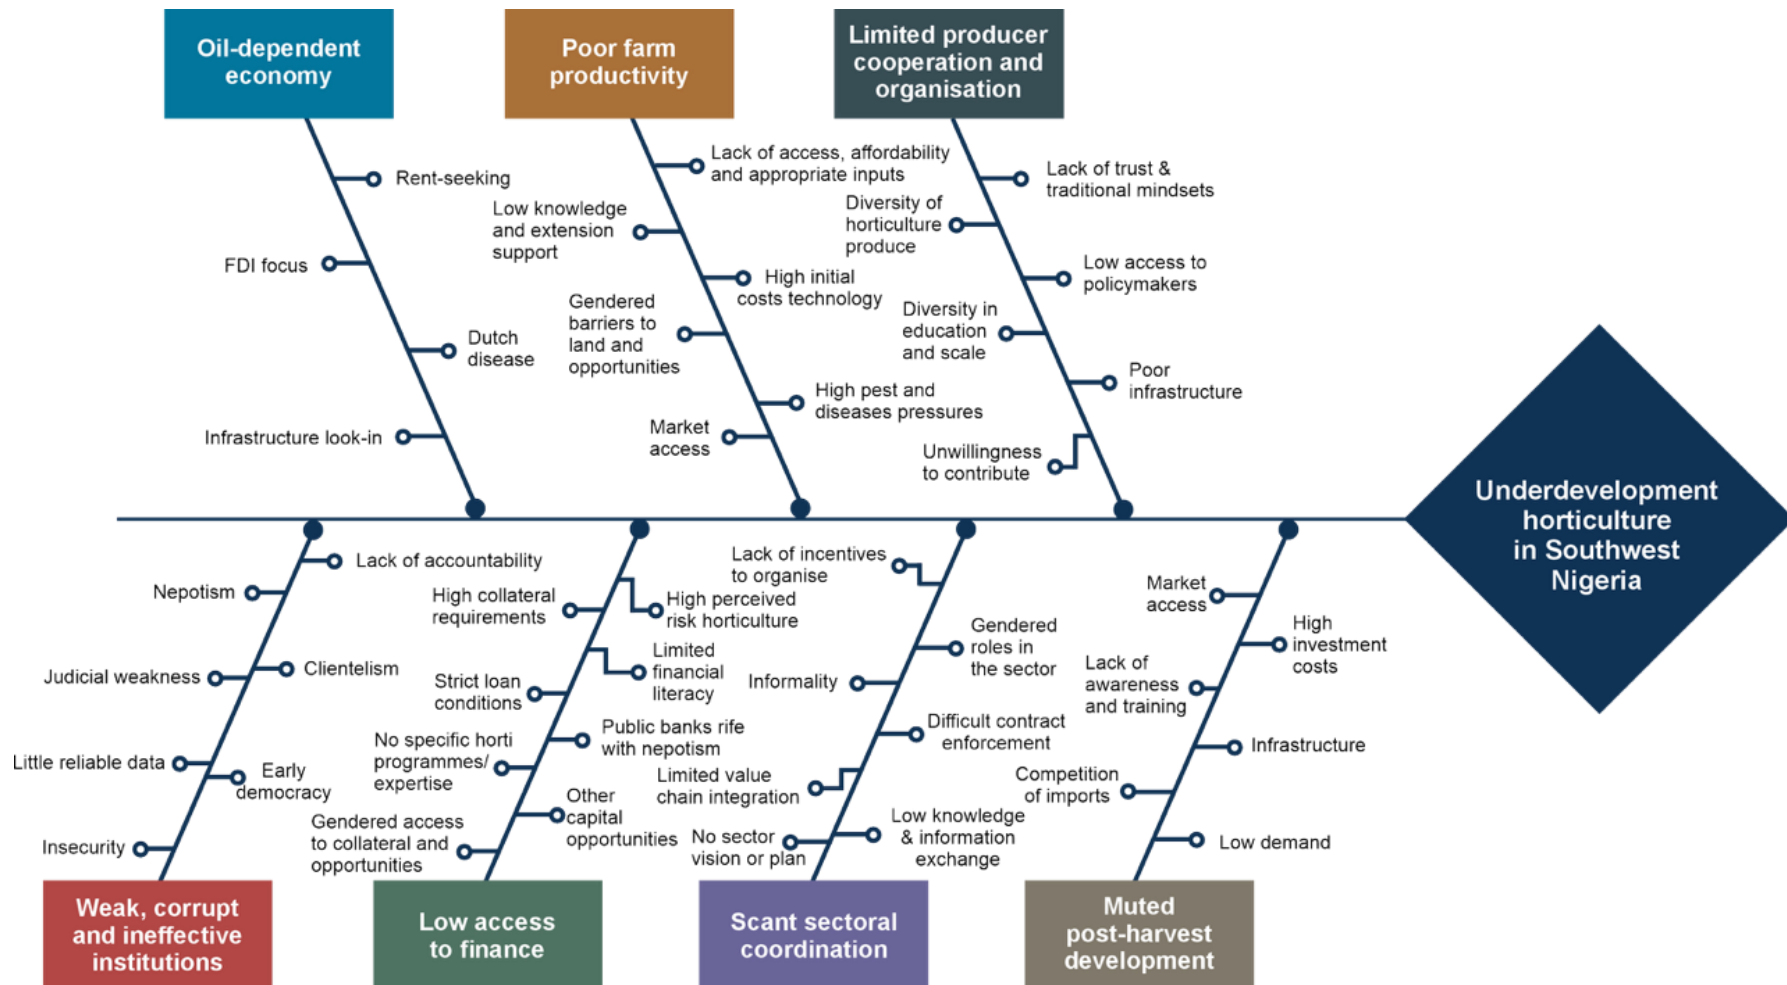 Oil-dependent
economy
Poor farm
productivity
Limited producer
cooperation and
organisation
Rent-seeking
FDI focus
Dutch
disease
Infrastructure look-in
Lack of access, affordability
and appropriate inputs
Low knowledge
and extension
support
High initial
costs technology
Gendered
barriers to
land and
opportunities
High pest and
diseases pressures
Market
access
Lack of trust &
traditional mindsets
Diversity of
horticulture
produce
Low access to
policymakers
Diversity in
education
and scale
Poor
infrastructure
Unwillingness
to contribute
Underdevelopment
horticulture
in Southwest
Nigeria
Lack of accountability
Nepotism
Clientelism
Judicial weakness
Little reliable data
Early
democracy
Insecurity
High collateral
requirements
High perceived
risk horticulture
Limited
financial
literacy
Strict loan
conditions
Public banks rife
with nepotism
No specific horti
programmes/
expertise
Other
capital
opportunities
Gendered access
to collateral and
opportunities
Lack of incentives
to organise
Gendered
roles in
the sector
Informality
Difficult contract
enforcement
Limited value
chain integration
Low knowledge
& information
exchange
No sector
vision or plan
Market
access
High
investment
costs
Lack of
awareness
and training
Infrastructure
Competition
of imports
Low demand
Weak, corrupt
and ineffective
institutions
Low access
to finance
Scant sectoral
coordination
Muted
post-harvest
development